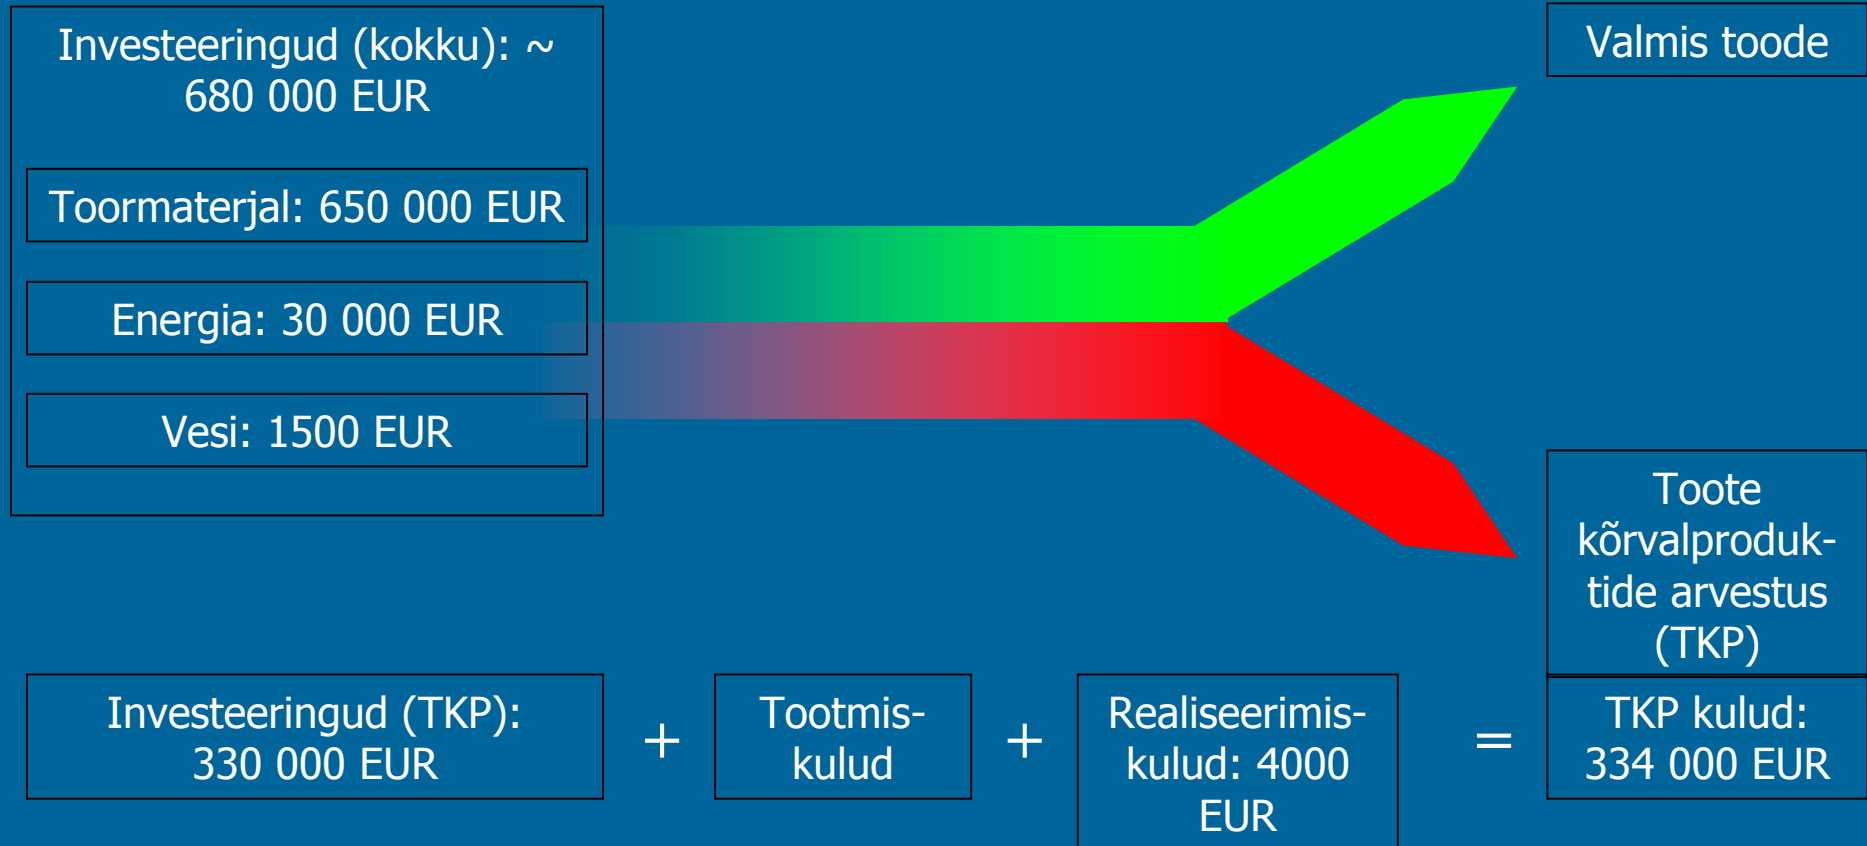 Investeeringud (kokku): ~
680 000 EUR
Toormaterjal: 650 000 EUR
Energia: 30 000 EUR
Vesi: 1500 EUR
Valmis toode
Toote
kõrvalproduk-
tide arvestus
(TKP)
Investeeringud (TKP):
330 000 EUR
+
Tootmis-
kulud
+
Realiseerimis-
kulud: 4000
EUR
=
TKP kulud:
334 000 EUR